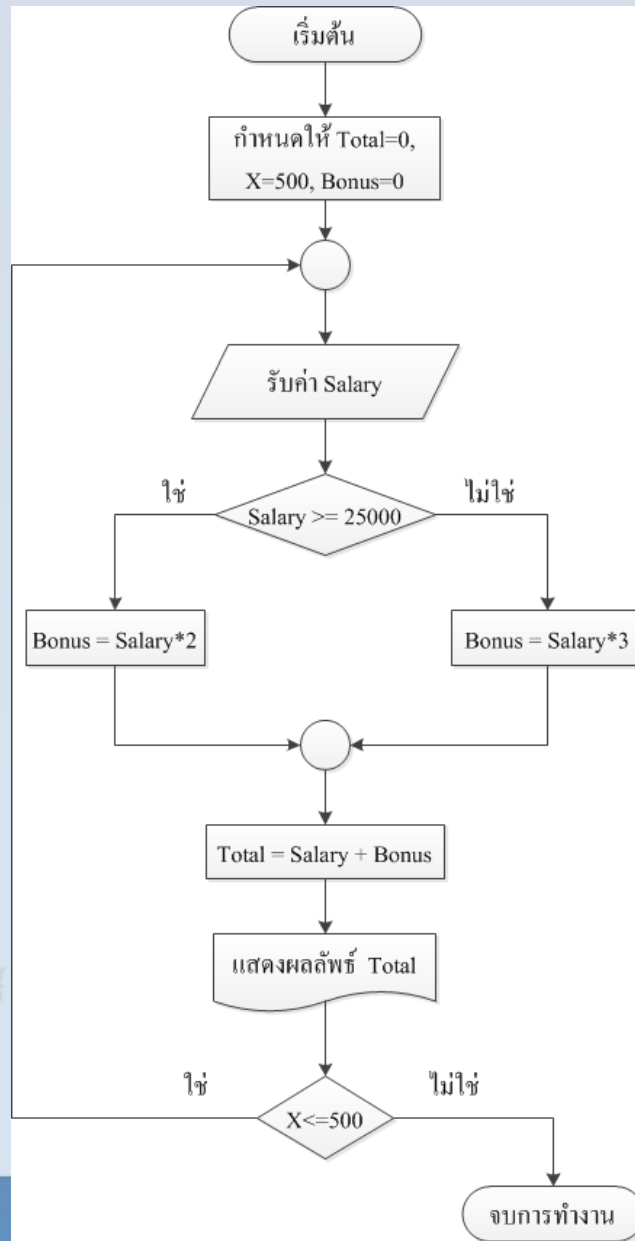 เริ่มต้น
กำหนดให้ Total=0,
X=500, Bonus=0
รับค่า Salary
ใช่
ไม่ใช่
Salary >= 25000
Bonus = Salary*2
Bonus = Salary*3
Total = Salary + Bonus
แสดงผลลัพธ์ Total
ใช่
ไม่ใช่
X<=500
จบการทำงาน